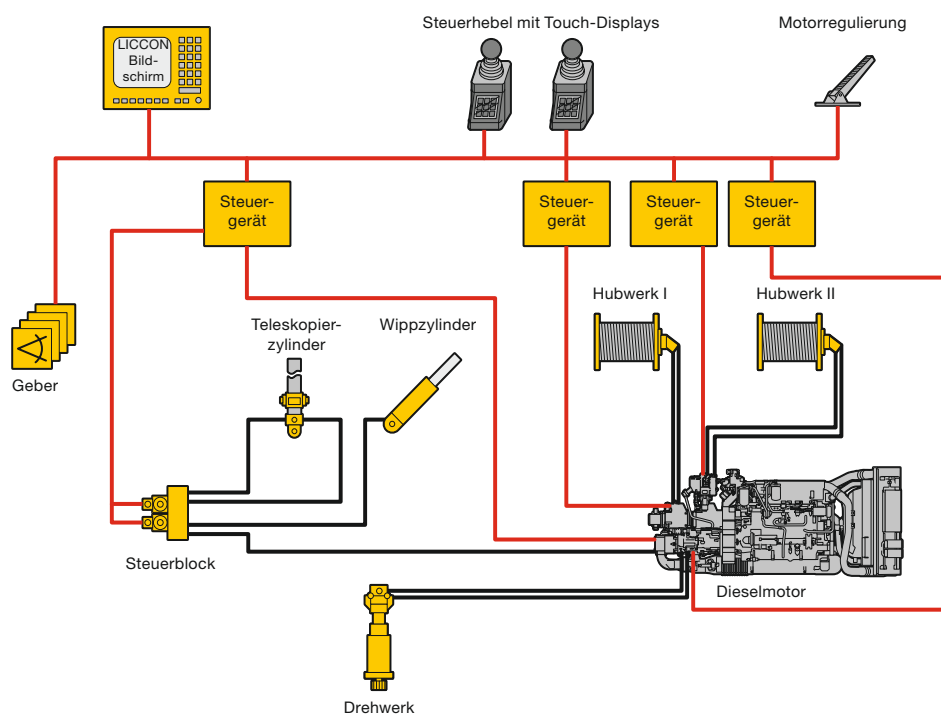 Steuerhebel mit Touch-Displays
Motorregulierung
LICCON
Bild-
schirm
Steuer-
gerät
Steuer-
gerät
Steuer-
gerät
Steuer-
gerät
Hubwerk I
Hubwerk II
Teleskopier-
zylinder
Wippzylinder
Geber
Steuerblock
Dieselmotor
Drehwerk